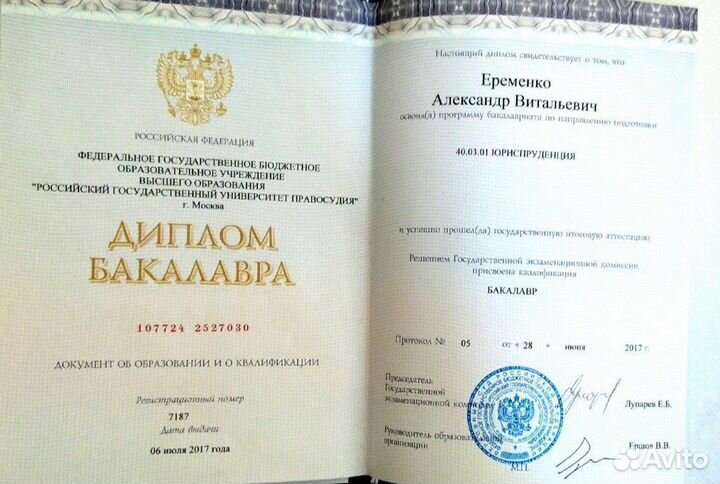 РОССИЙСКАЯ ФЕДЕРАЦИЯ
ФЕДЕРАЛЬНОЕ ГОСУДАРСТВЕННОЕ БЮДЖЕТНОЕ
ОБРАЗОВАТЕЛЬНОЕ УЧРЕЖДЕНИЕ
ВЫСШЕГО ОБРАЗОВАНИЯ
"РОССИЙСКИЙ ГОСУДАРСТВЕННЫЙ УНИВЕРСИТЕТ ПРАВОСУДИЯ"
г. Москва
ДИПЛОМ
БАКАЛАВРА
107724 2527030
ДОКУМЕНТ ОБ ОБРАЗОВАНИИ И О КВАЛИФИКАЦИИ
Регистрационный номер
7187
Дата выдачи
06 июля 2017 года
Настоящий диплом свидетельствует о том, что
Еременко
Александр Витальевич
освоил(а) программу бакалавриата по направлению подготовки
40.03.01 ЮРИСПРУДЕНЦИЯ
и успешно прошел(ла) государственную итоговую аттестацию
Решением Государственной экзаменационной комиссии
присвоена квалификация
БАКАЛАВР
Протокол № 05 от « 28 » июня 2017 г.
Председатель
Государственной
экзаменационной комиссии Лупарев Е.Б.
Руководитель образовательной
организации Ершов В.В.
М.П.
Avito